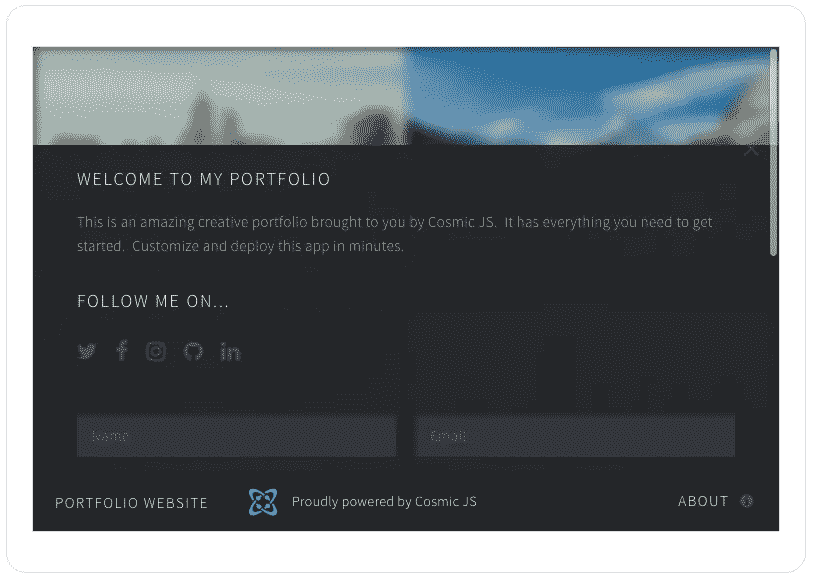 WELCOME TO MY PORTFOLIO
This is an amazing creative portfolio brought to you by Cosmic JS. It has everything you need to get
started. Customize and deploy this app in minutes.
FOLLOW ME ON...
Name
Email
PORTFOLIO WEBSITE
Proudly powered by Cosmic JS
ABOUT